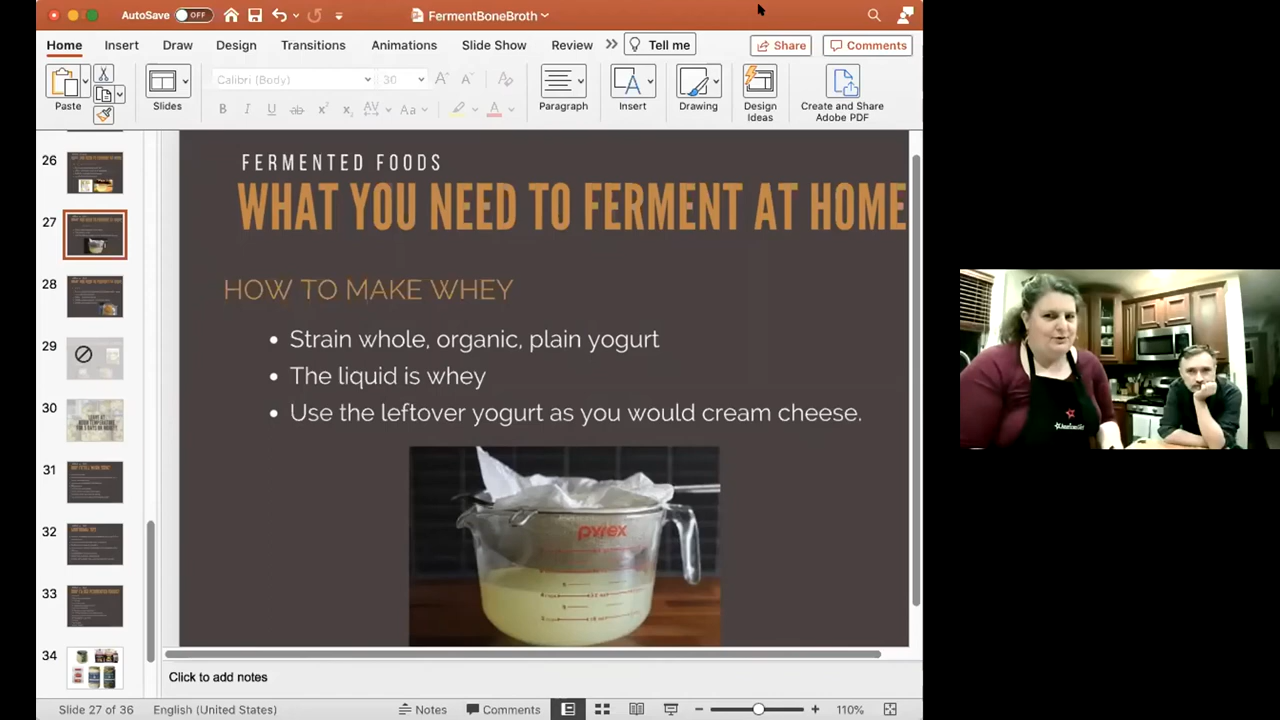 AutoSave OFF
FermentBoneBroth
Home Insert Draw Design Transitions Animations Slide Show Review Tell me Share Comments
Calibri (Body) 30
Paste Slides Paragraph Insert Drawing Design Ideas Create and Share Adobe PDF
26
27
28
29
30
31
32
33
34
FERMENTED FOODS
WHAT YOU NEED TO FERMENT AT HOME
HOW TO MAKE WHEY
• Strain whole, organic, plain yogurt
• The liquid is whey
• Use the leftover yogurt as you would cream cheese.
PYREX
Click to add notes
Slide 27 of 36 English (United States) Notes Comments 110%